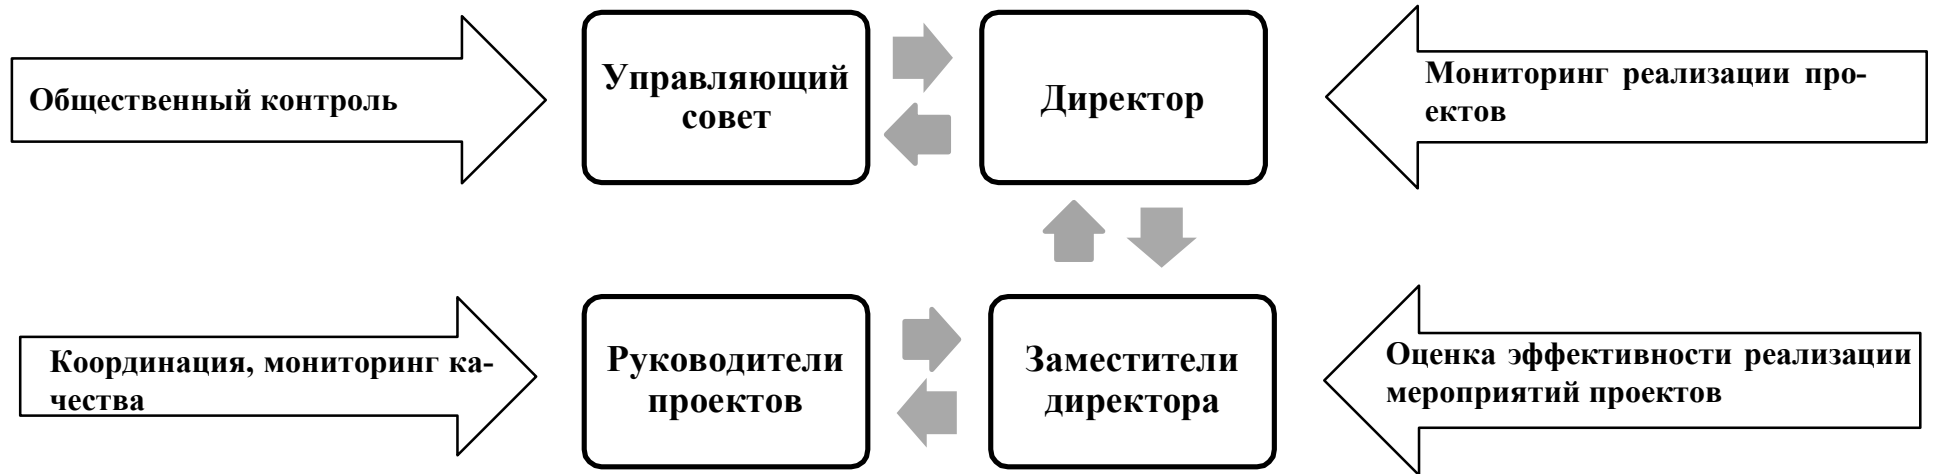 Общественный контроль
Управляющий
совет
Директор
Мониторинг реализации про-
ектов
Координация, мониторинг ка-
чества
Руководители
проектов
Заместители
директора
Оценка эффективности реализации
мероприятий проектов